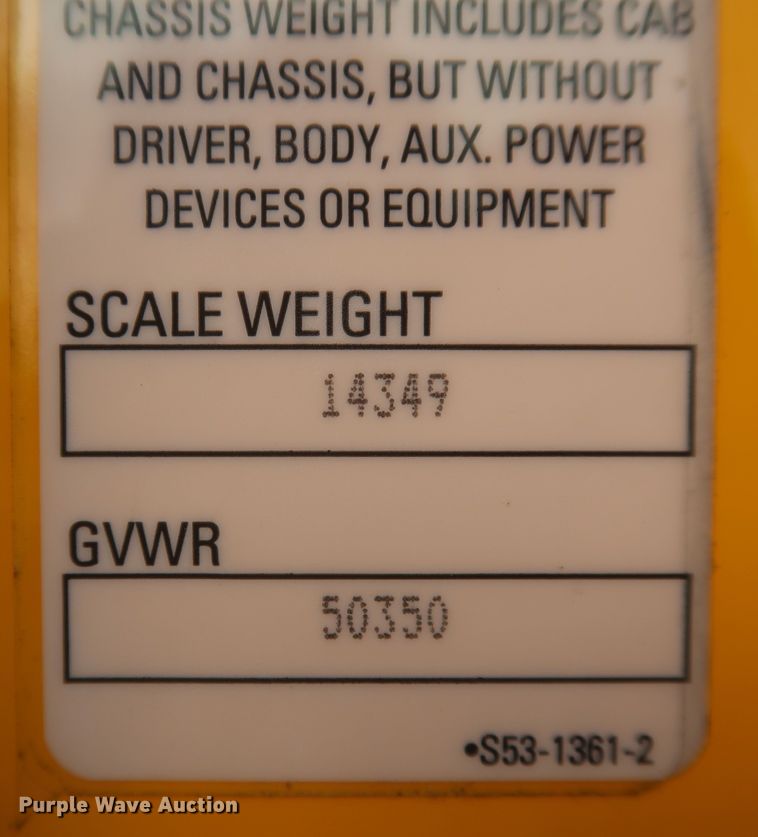 CHASSIS WEIGHT INCLUDES CAB
AND CHASSIS, BUT WITHOUT
DRIVER, BODY, AUX. POWER
DEVICES OR EQUIPMENT
SCALE WEIGHT
14349
GVWR
50350
•S53-1361-2
Purple Wave Auction